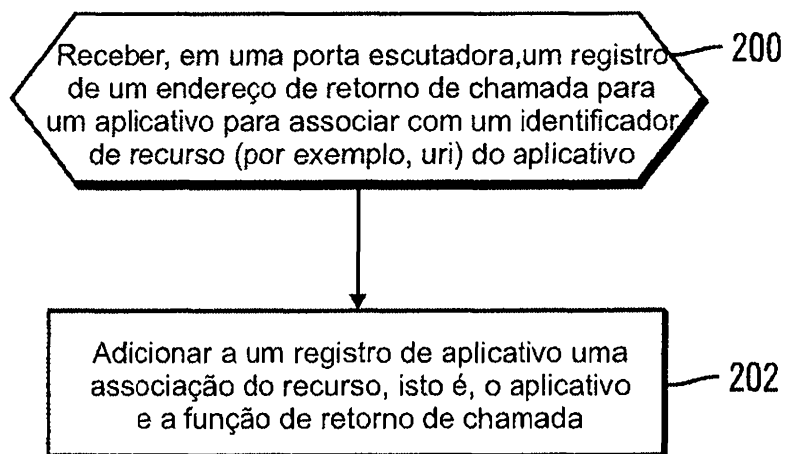 Receber, em uma porta escutadora,um registro
de um endereço de retorno de chamada para
um aplicativo para associar com um identificador
de recurso (por exemplo, uri) do aplicativo
200
Adicionar a um registro de aplicativo uma
associação do recurso, isto é, o aplicativo
e a função de retorno de chamada
202